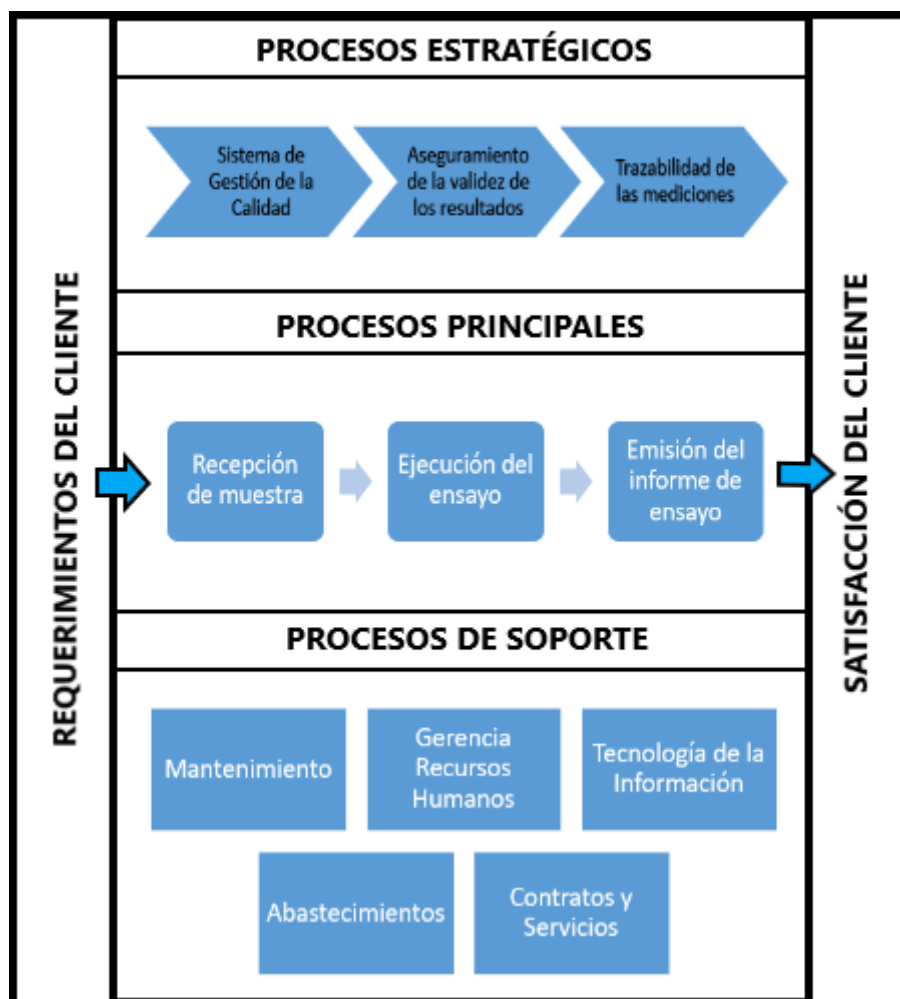 PROCESOS ESTRATÉGICOS
Sistema de
Gestión de la
Calidad
Aseguramiento
de la validez de
los resultados
Trazabilidad de
las mediciones
REQUERIMIENTOS DEL CLIENTE
PROCESOS PRINCIPALES
Recepción
de muestra
Ejecución del
ensayo
Emisión del
informe de
ensayo
SATISFACCIÓN DEL CLIENTE
PROCESOS DE SOPORTE
Mantenimiento
Gerencia
Recursos
Humanos
Tecnología de la
Información
Abastecimientos
Contratos y
Servicios